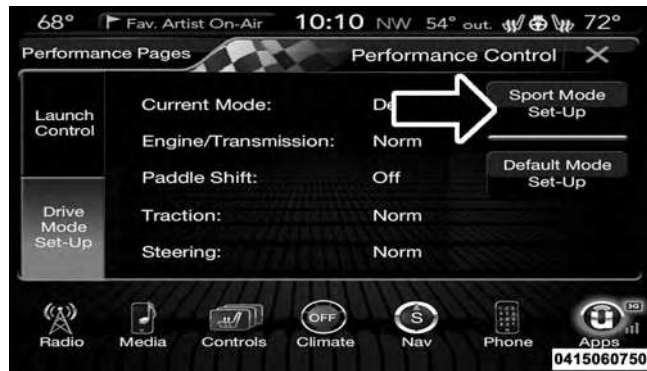 68° Fav. Artist On-Air 10:10 NW 54° out. 72°
Performance Pages
Performance Control
Launch
Control
Drive
Mode
Set-Up
Current Mode: De
Engine/Transmission: Norm
Paddle Shift: Off
Traction: Norm
Steering: Norm
Sport Mode
Set-Up
Default Mode
Set-Up
Radio
Media
Controls
OFF
Climate
S
Nav
Phone
3G
Apps
0415060750